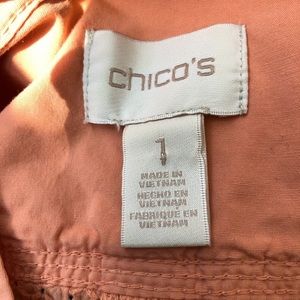 chico's
1
MADE IN
VIETNAM
HECHO EN
VIETNAM
FABRIQUE EN
VIETNAM